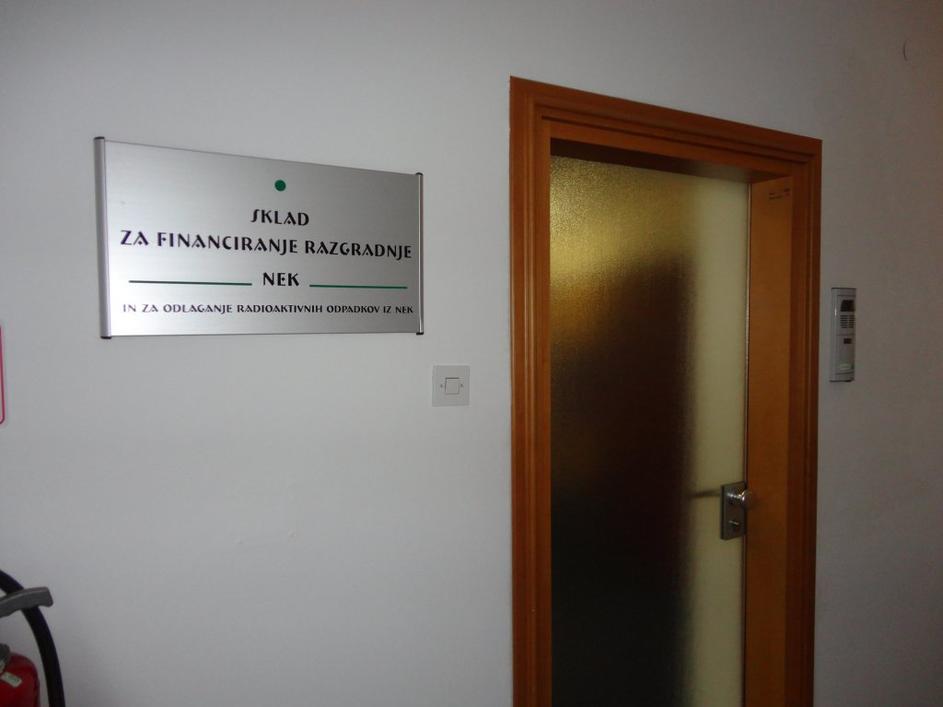 SKLAD
ZA FINANCIRANJE RAZGRADNJE
NEK
IN ZA ODLAGANJE RADIOAKTIVNIH ODPADKOV IZ NEK